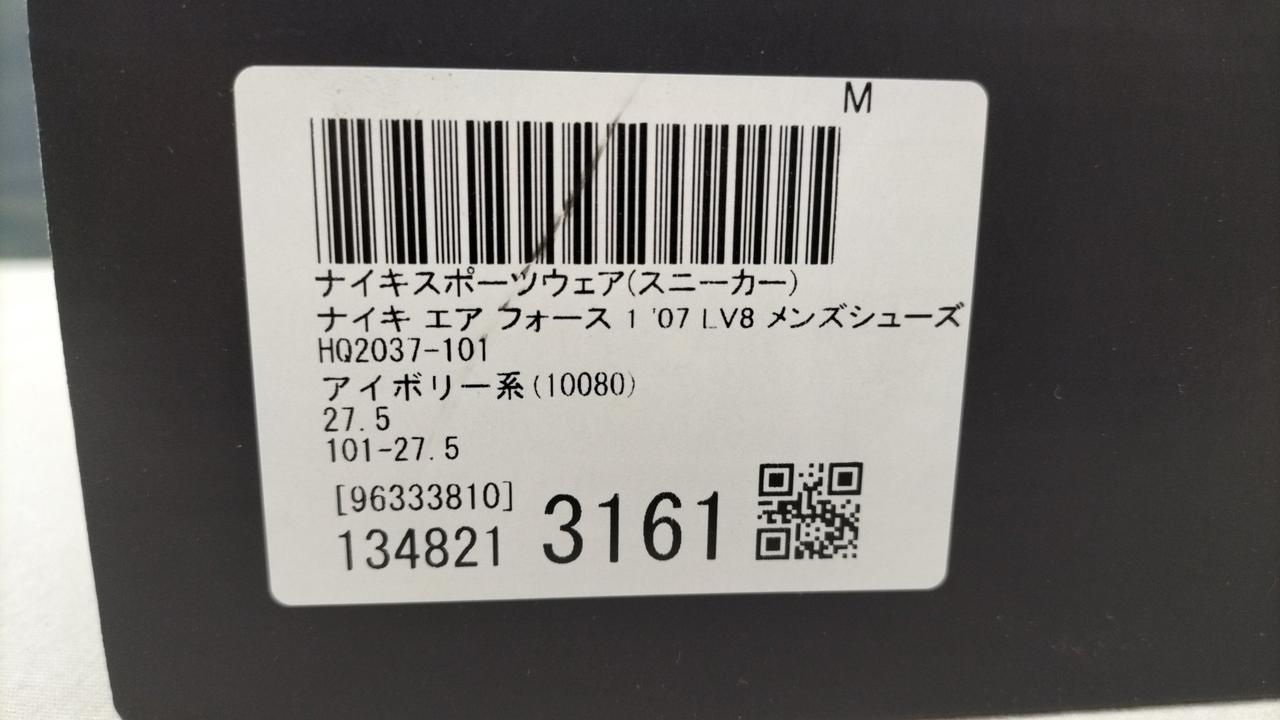 M
ナイキスポーツウェア(スニーカー)
ナイキ エア フォース 1 '07 LV8 メンズシューズ
HQ2037-101
アイボリー系(10080)
27.5
101-27.5
[96333810]
134821 3161